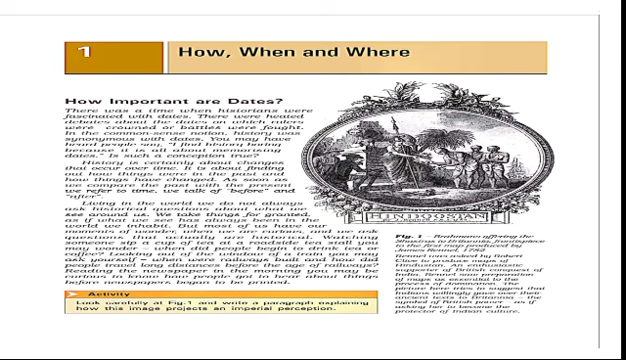 1
How, When and Where
How Important are Dates?
There was a time when historians were
fascinated with dates. There were heated
debates about the dates on which rulers
were crowned or battles were fought.
In the common-sense notion, history was
synonymous with dates. You may have
heard people say, "I find history boring
because it is all about memorising
dates." Is such a conception true?
History is certainly about changes
that occur over time. It is about finding
out how things were in the past and
how things have changed. As soon as
we compare the past with the present
we refer to time, we talk of "before" and
"after".
Living in the world we do not always
ask historical questions about what we
see around us. We take things for granted,
as if what we see has always been in the
world we inhabit. But most of us have our
moments of wonder, when we are curious, and we ask
questions that actually are historical. Watching
someone sip a cup of tea at a roadside tea stall you
may wonder – when did people begin to drink tea or
coffee? Looking out of the window of a train you may
ask yourself – when were railways built and how did
people travel long distances before the age of railways?
Reading the newspaper in the morning you may be
curious to know how people got to hear about things
before newspapers began to be printed.
Activity
Look carefully at Fig.1 and write a paragraph explaining
how this image projects an imperial perception.
HINDOOSTAN
Fig. 1 – Brahmans offering the
Shastras to Britannia, frontispiece
to the first map produced by
James Rennel, 1782
Rennel was asked by Robert
Clive to produce maps of
Hindustan. An enthusiastic
supporter of British conquest of
India, Rennel saw preparation
of maps as essential to the
process of domination. The
picture here tries to suggest that
Indians willingly gave over their
ancient texts to Britannia – the
symbol of British power – as if
asking her to become the
protector of Indian culture.